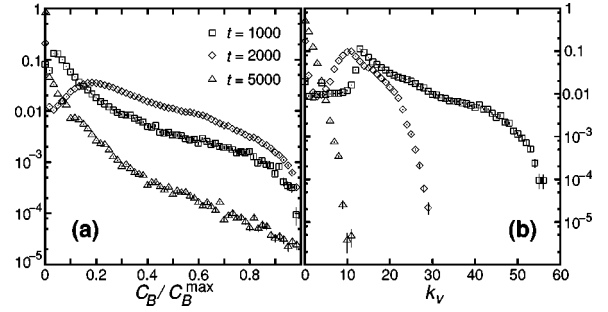 1
0.1
0.01
10⁻³
10⁻⁴
10⁻⁵
t = 1000
t = 2000
t = 5000
(a)
0 0.2 0.4 0.6 0.8
C_B / C_B^max
1
0.1
0.01
10⁻³
10⁻⁴
10⁻⁵
(b)
0 10 20 30 40 50 60
k_v